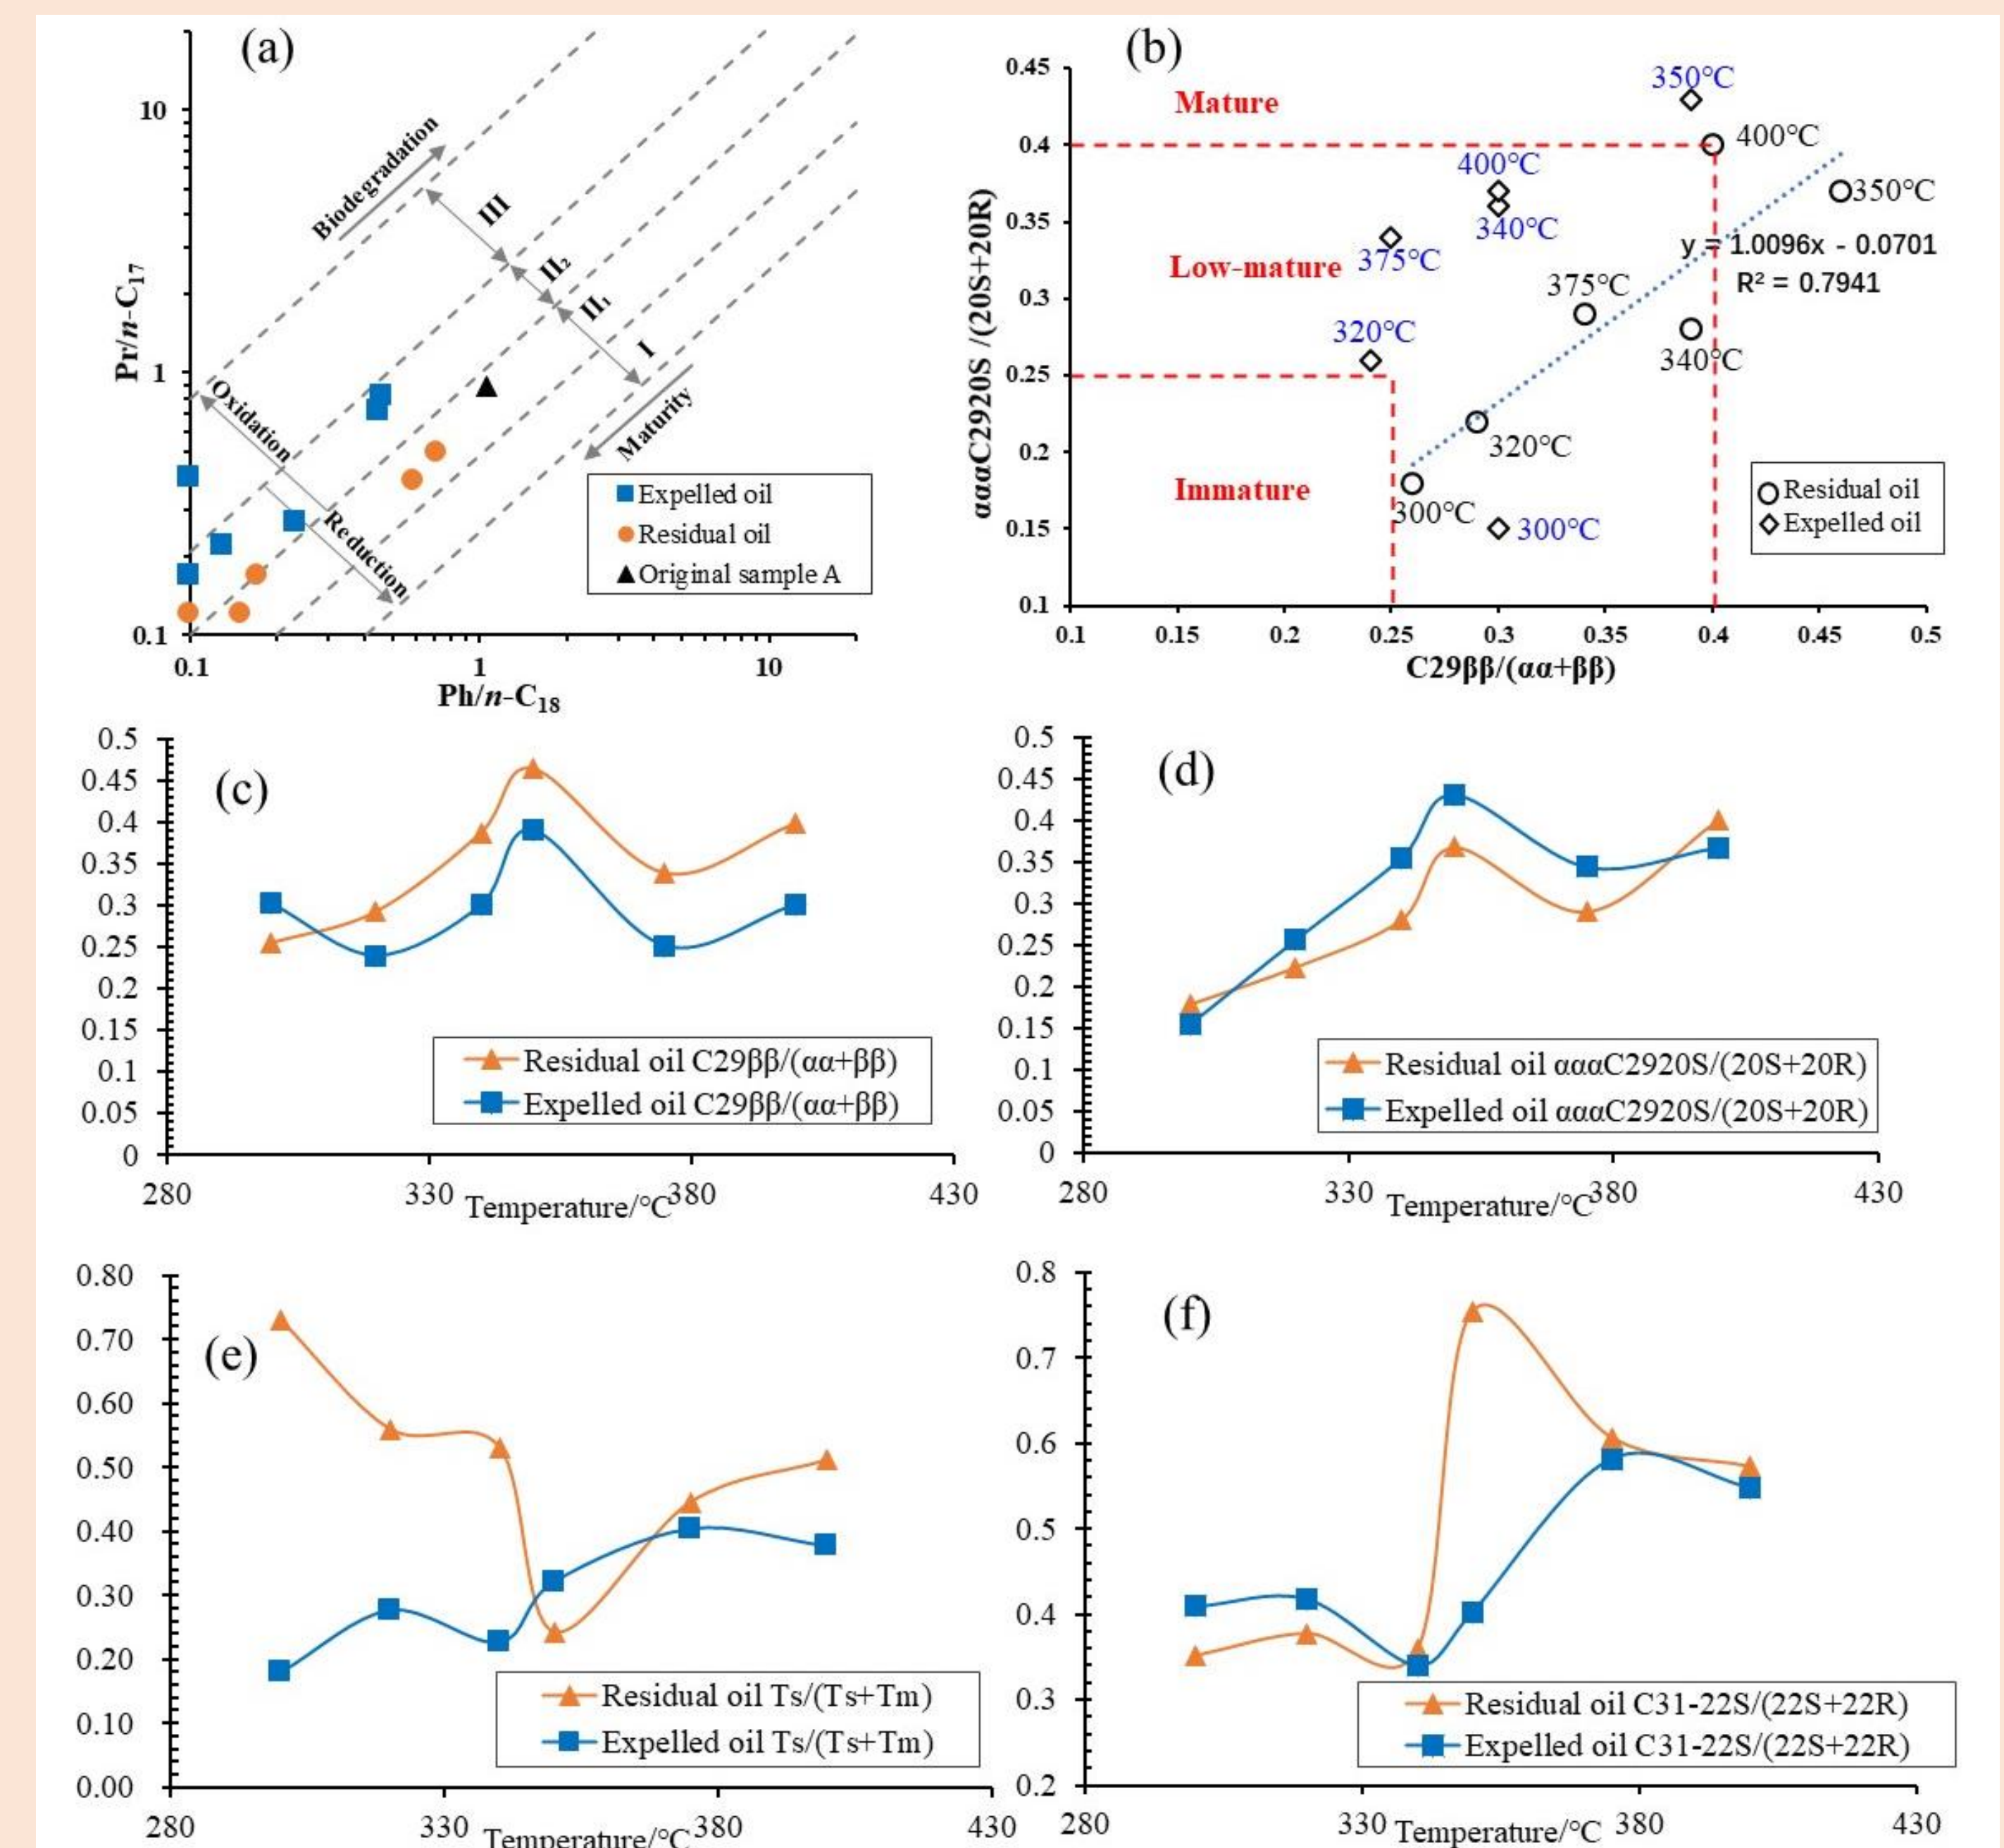 (a)
10
1
0.1
0.1
1
10
Pr/n-C17
Ph/n-C18
Biodegradation
III
II₂
II₁
I
Oxidation
Reduction
Maturity
Expelled oil
Residual oil
Original sample A
(b)
0.45
0.4
0.35
0.3
0.25
0.2
0.15
0.1
0.1
0.15
0.2
0.25
0.3
0.35
0.4
0.45
0.5
αααC2920S /(20S+20R)
C29ββ/(αα+ββ)
Mature
Low-mature
Immature
350℃
400℃
400℃
350℃
340℃
375℃
y = 1.0096x - 0.0701
R² = 0.7941
375℃
320℃
340℃
320℃
300℃
300℃
Residual oil
Expelled oil
(c)
0.5
0.45
0.4
0.35
0.3
0.25
0.2
0.15
0.1
0.05
0
280
330
380
430
Temperature/℃
Residual oil C29ββ/(αα+ββ)
Expelled oil C29ββ/(αα+ββ)
(d)
0.5
0.45
0.4
0.35
0.3
0.25
0.2
0.15
0.1
0.05
0
280
330
380
430
Temperature/℃
Residual oil αααC2920S/(20S+20R)
Expelled oil αααC2920S/(20S+20R)
(e)
0.80
0.70
0.60
0.50
0.40
0.30
0.20
0.10
0.00
280
330
380
430
Temperature/℃
Residual oil Ts/(Ts+Tm)
Expelled oil Ts/(Ts+Tm)
(f)
0.8
0.7
0.6
0.5
0.4
0.3
0.2
280
330
380
430
Temperature/℃
Residual oil C31-22S/(22S+22R)
Expelled oil C31-22S/(22S+22R)